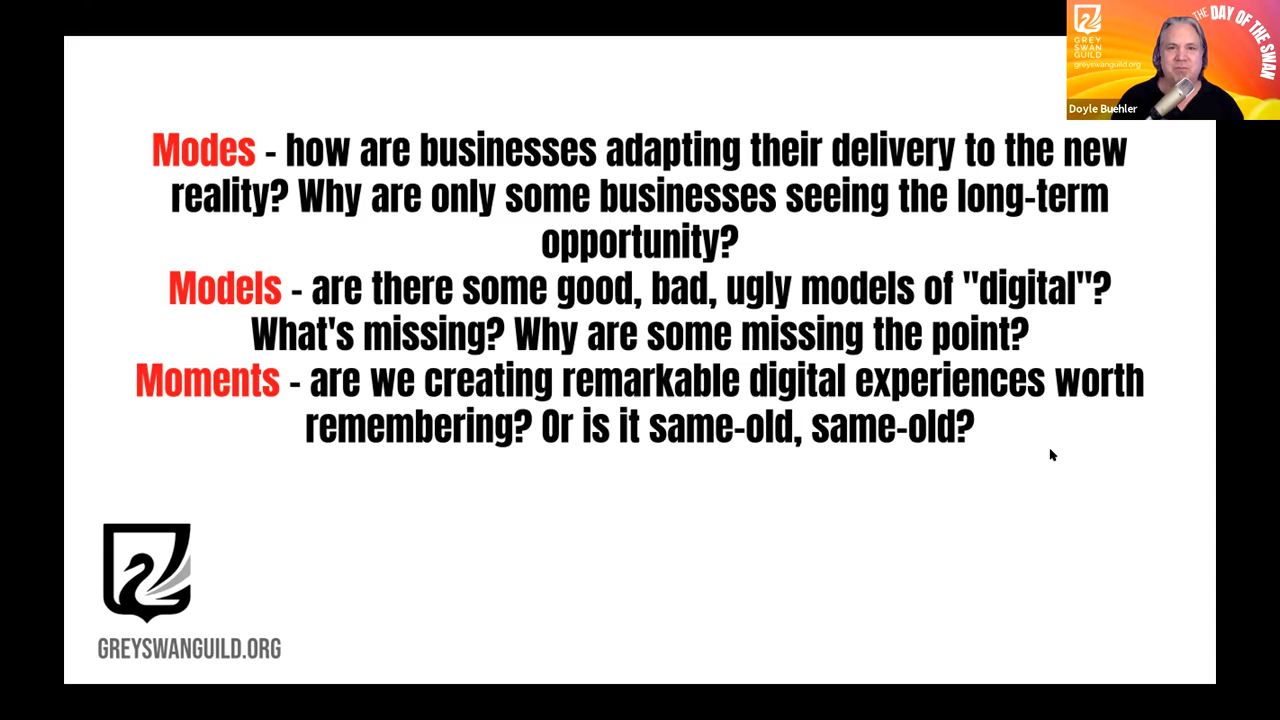 GREY
SWAN
GUILD
greyswanguild.org
THE DAY OF THE SWAN
Doyle Buehler
Modes - how are businesses adapting their delivery to the new
reality? Why are only some businesses seeing the long-term
opportunity?
Models - are there some good, bad, ugly models of "digital"?
What's missing? Why are some missing the point?
Moments - are we creating remarkable digital experiences worth
remembering? Or is it same-old, same-old?
GREYSWANGUILD.ORG